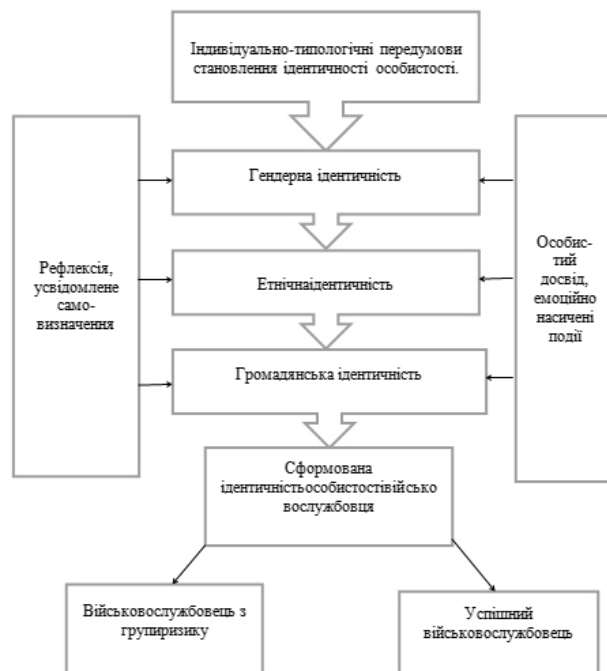 Індивідуально-типологічні передумови
становлення ідентичності особистості.
Гендерна ідентичність
Рефлексія,
усвідомлене
само-
визначення
Особис-
тий
досвід,
емоційно
насичені
події
Етнічнаідентичність
Громадянська ідентичність
Сформована
ідентичністьособистостівійсько
вослужбовця
Військовослужбовець з
групиризику
Успішний
військовослужбовець